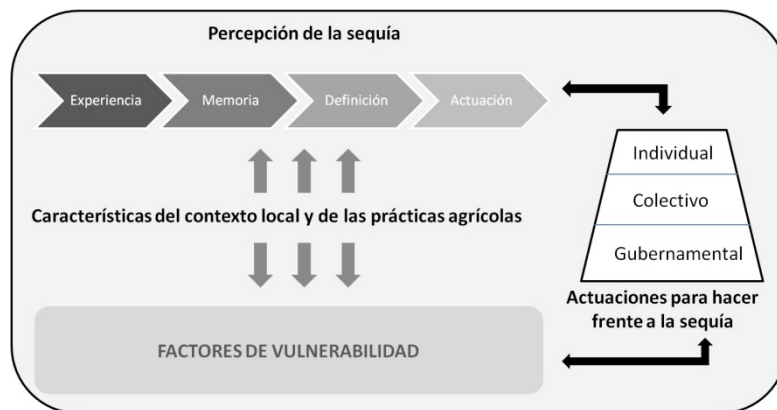 Percepción de la sequía
Experiencia
Memoria
Definición
Actuación
Individual
Colectivo
Gubernamental
Características del contexto local y de las prácticas agrícolas
Actuaciones para hacer
frente a la sequía
FACTORES DE VULNERABILIDAD